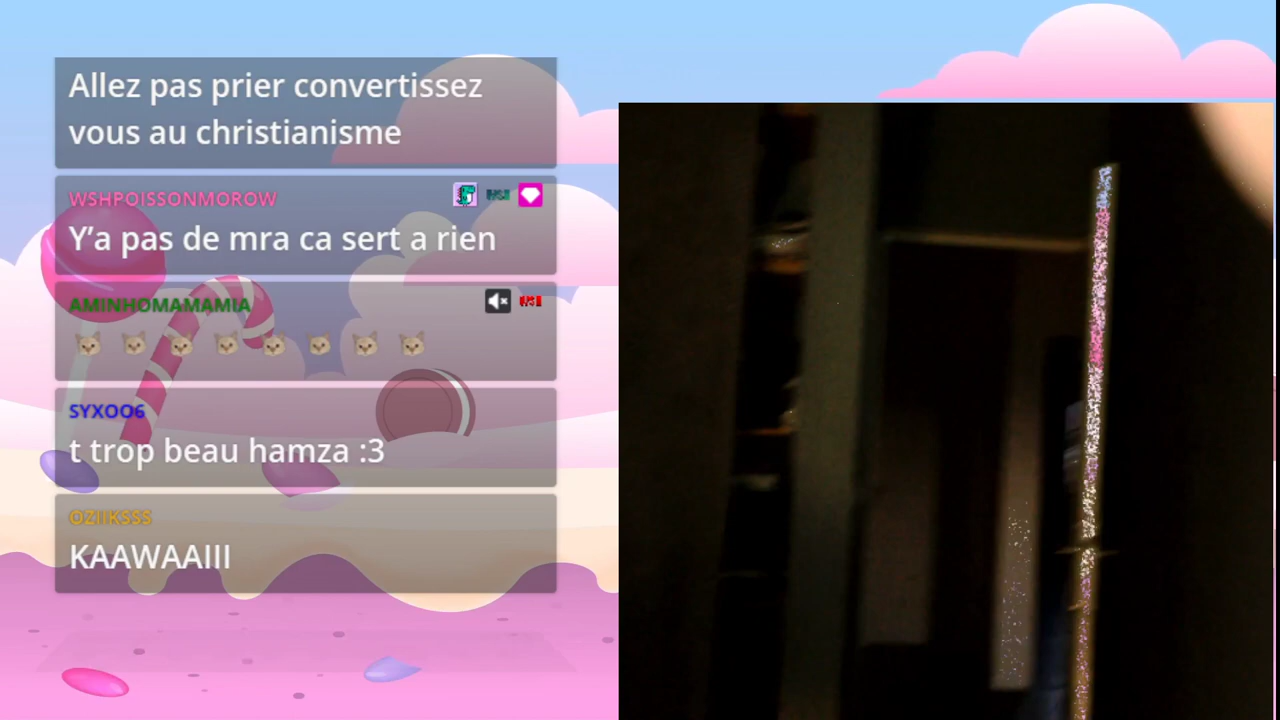 Allez pas prier convertissez
vous au christianisme
WSHPOISSONMOROW
Y'a pas de mra ca sert a rien
AMINHOMAMAMIA
SYXOO6
t trop beau hamza :3
OZIIKSSS
KAAWAAIII